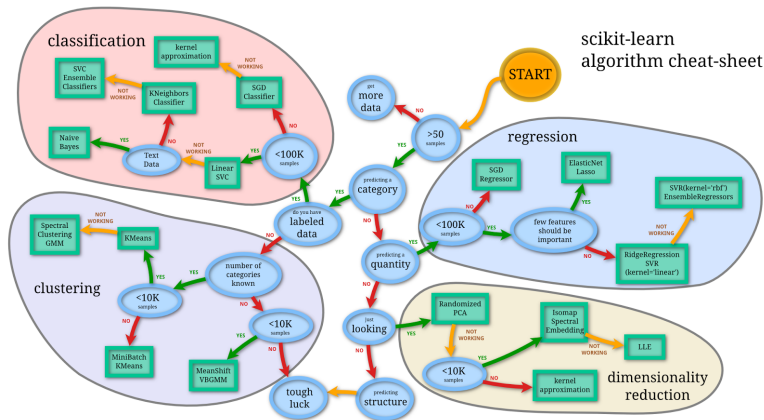 classification
kernel
approximation
NOT
WORKING
SVC
Ensemble
Classifiers
NOT
WORKING
KNeighbors
Classifier
SGD
Classifier
NO
NO
Naive
Bayes
YES
Text
Data
NOT
WORKING
Linear
SVC
YES
<100K
samples
YES
scikit-learn
algorithm cheat-sheet
START
get
more
data
NO
>50
samples
YES
predicting a
category
YES
do you have
labeled
data
NO
NO
predicting a
quantity
YES
NO
just
looking
YES
NO
predicting
structure
tough
luck
regression
SGD
Regressor
NO
<100K
samples
YES
ElasticNet
Lasso
YES
few features
should be
important
NO
SVR(kernel='rbf')
EnsembleRegressors
NOT
WORKING
RidgeRegression
SVR
(kernel='linear')
clustering
Spectral
Clustering
GMM
NOT
WORKING
KMeans
YES
number of
categories
known
YES
NO
<10K
samples
NO
MiniBatch
KMeans
<10K
samples
YES
NO
MeanShift
VBGMM
Randomized
PCA
NOT
WORKING
<10K
samples
YES
NO
Isomap
Spectral
Embedding
NOT
WORKING
LLE
kernel
approximation
dimensionality
reduction